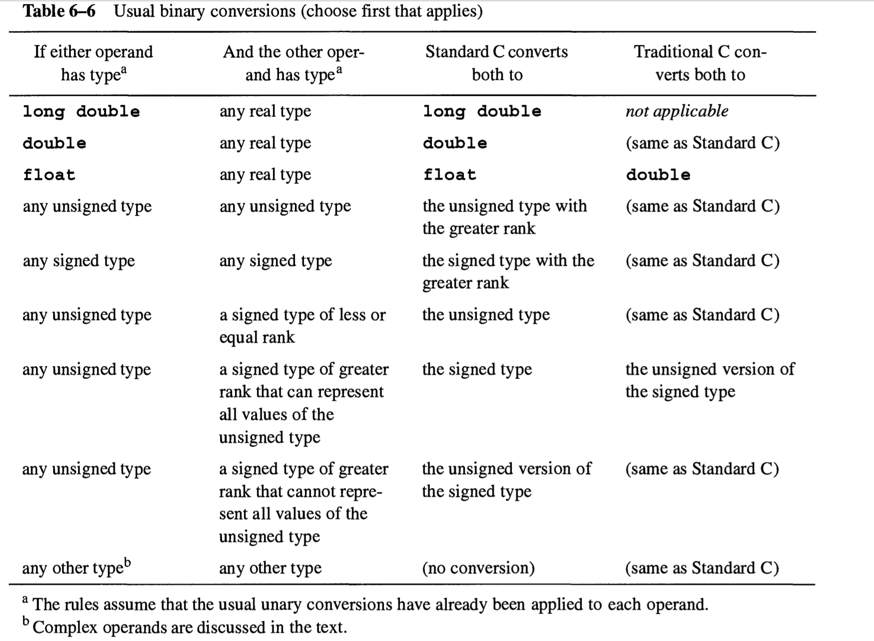 Table 6–6 Usual binary conversions (choose first that applies)
If either operand has type^a And the other oper-and has type^a Standard C converts both to Traditional C con-verts both to
long double any real type long double not applicable
double any real type double (same as Standard C)
float any real type float double
any unsigned type any unsigned type the unsigned type with the greater rank (same as Standard C)
any signed type any signed type the signed type with the greater rank (same as Standard C)
any unsigned type a signed type of less or equal rank the unsigned type (same as Standard C)
any unsigned type a signed type of greater rank that can represent all values of the unsigned type the signed type the unsigned version of the signed type
any unsigned type a signed type of greater rank that cannot repre-sent all values of the unsigned type the unsigned version of the signed type (same as Standard C)
any other type^b any other type (no conversion) (same as Standard C)
^a The rules assume that the usual unary conversions have already been applied to each operand.
^b Complex operands are discussed in the text.